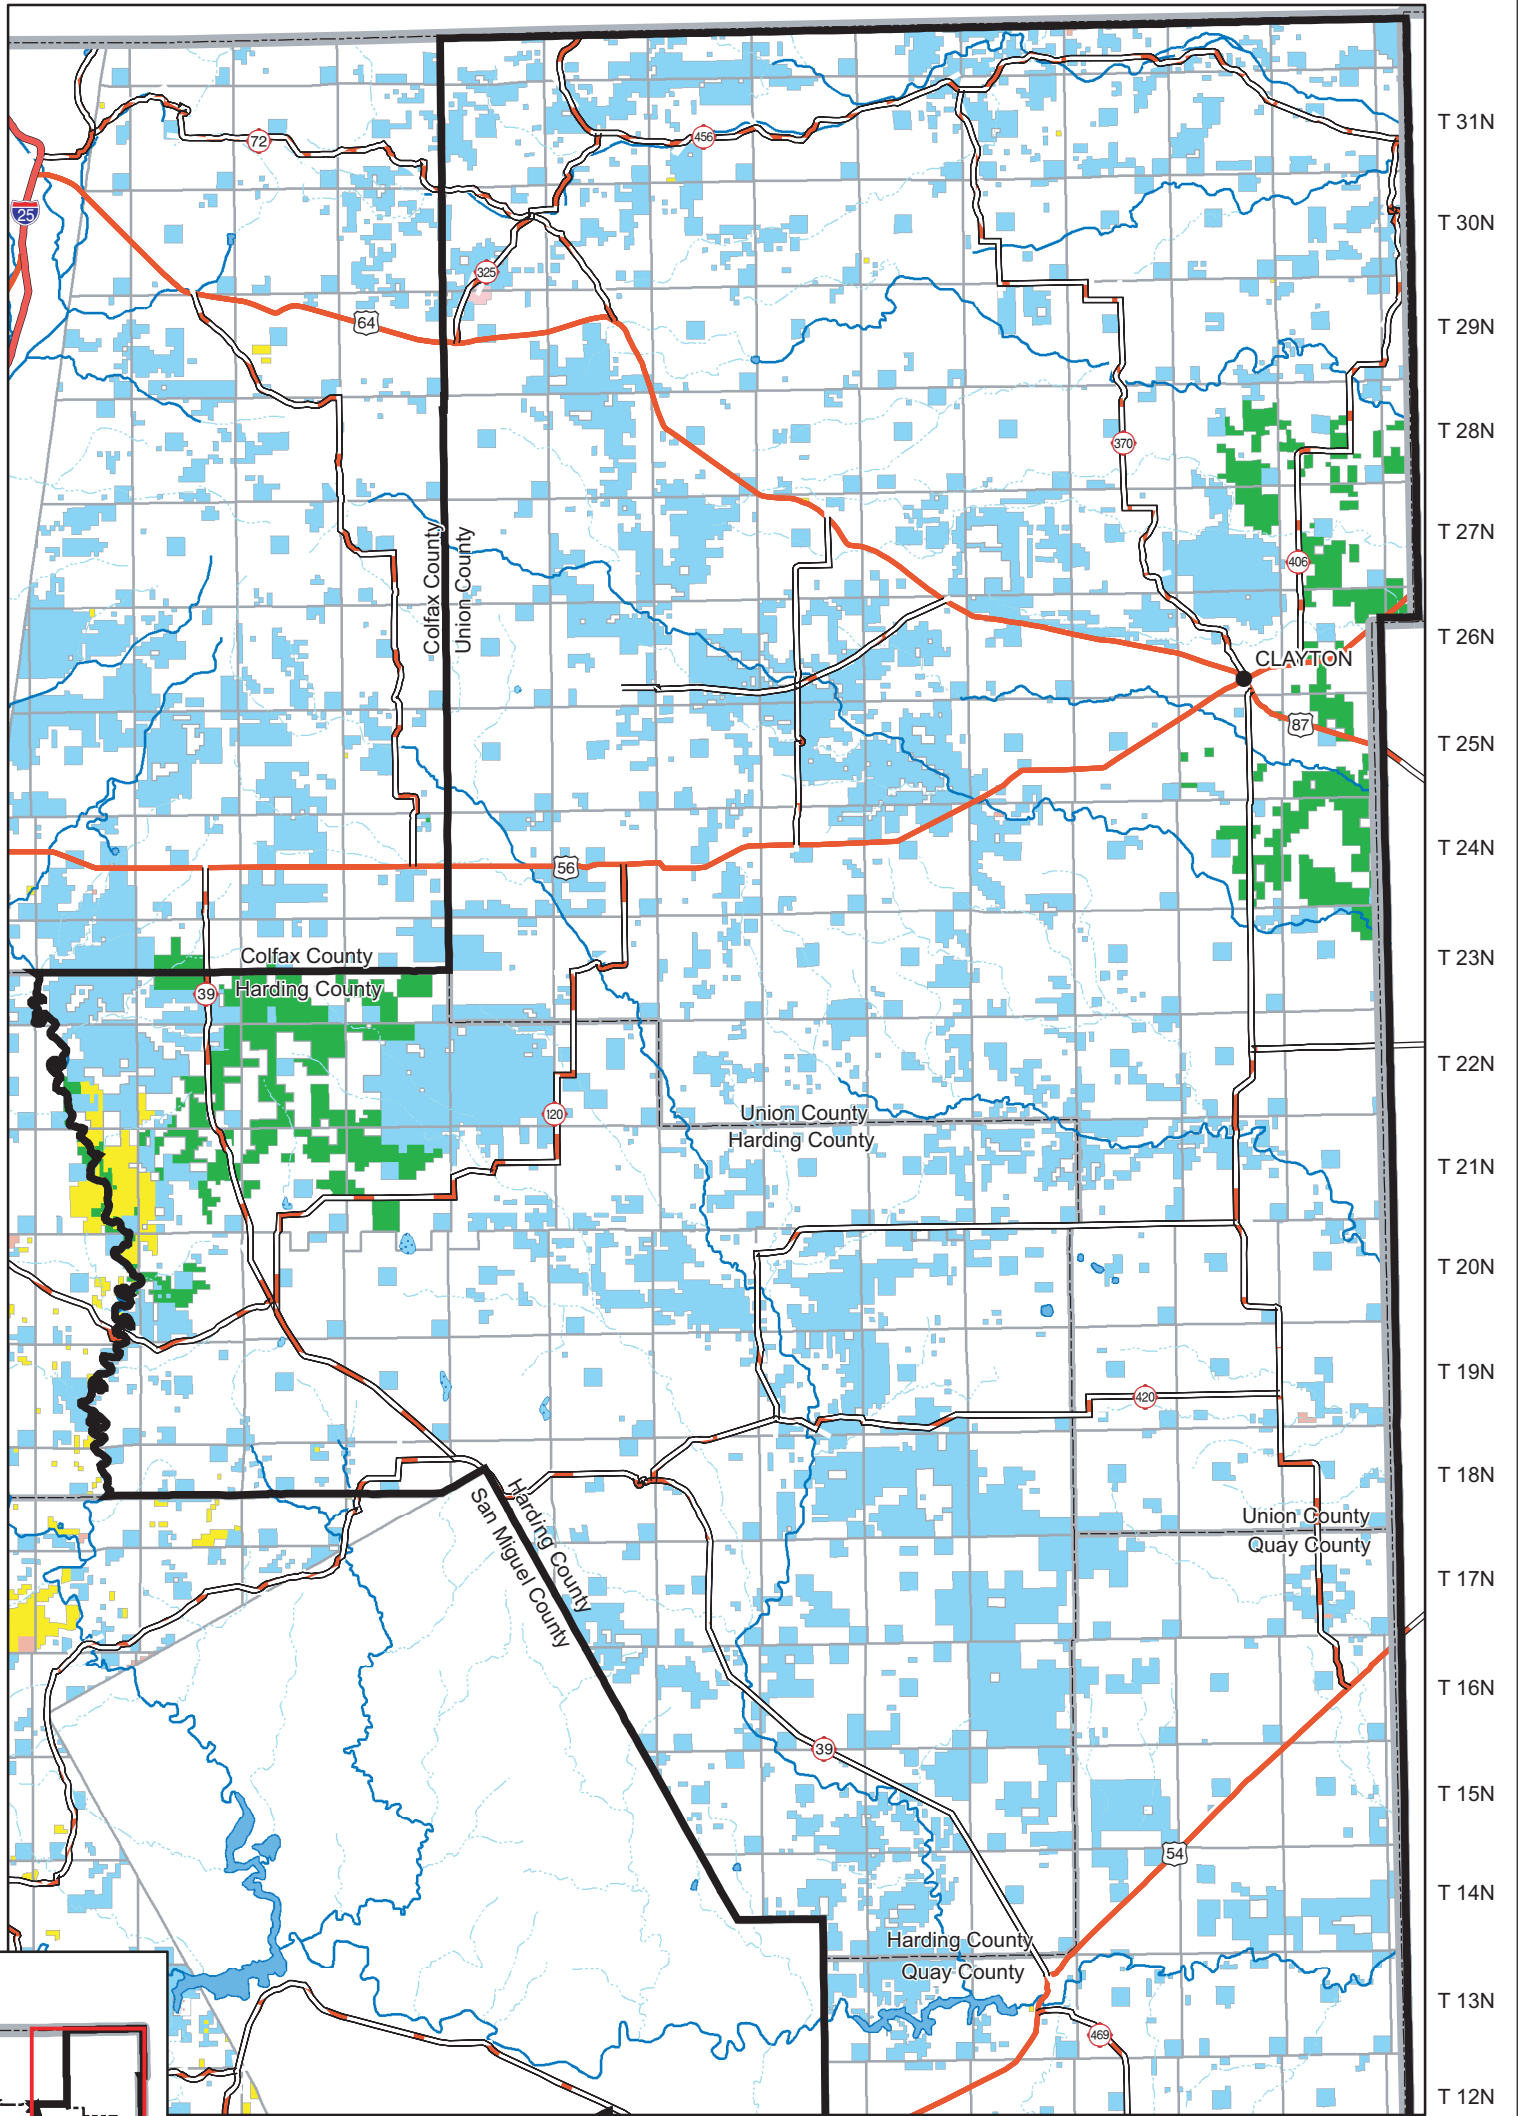 T 31N
72
456
25
T 30N
325
64
T 29N
370
T 28N
Colfax County
Union County
T 27N
406
T 26N
CLAYTON
87
T 25N
T 24N
56
Colfax County
T 23N
39
Harding County
T 22N
120
Union County
Harding County
T 21N
T 20N
T 19N
420
T 18N
Harding County
San Miguel County
Union County
Quay County
T 17N
T 16N
39
T 15N
54
T 14N
Harding County
Quay County
T 13N
469
T 12N